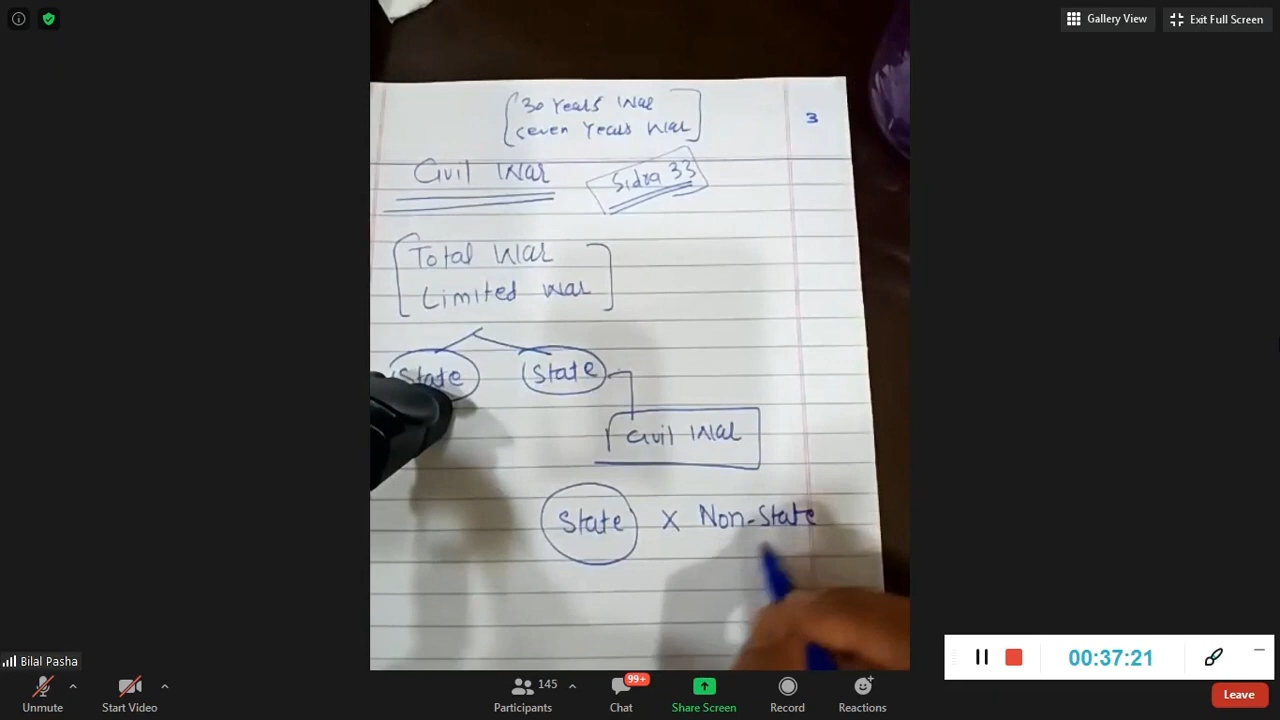 Gallery View
Exit Full Screen
30 Years War
Seven Years War
3
Civil War
Sidra 33
Total War
Limited War
State
State
Civil War
State X Non-State
Bilal Pasha
00:37:21
Unmute
Start Video
145
Participants
99+
Chat
Share Screen
Record
Reactions
Leave